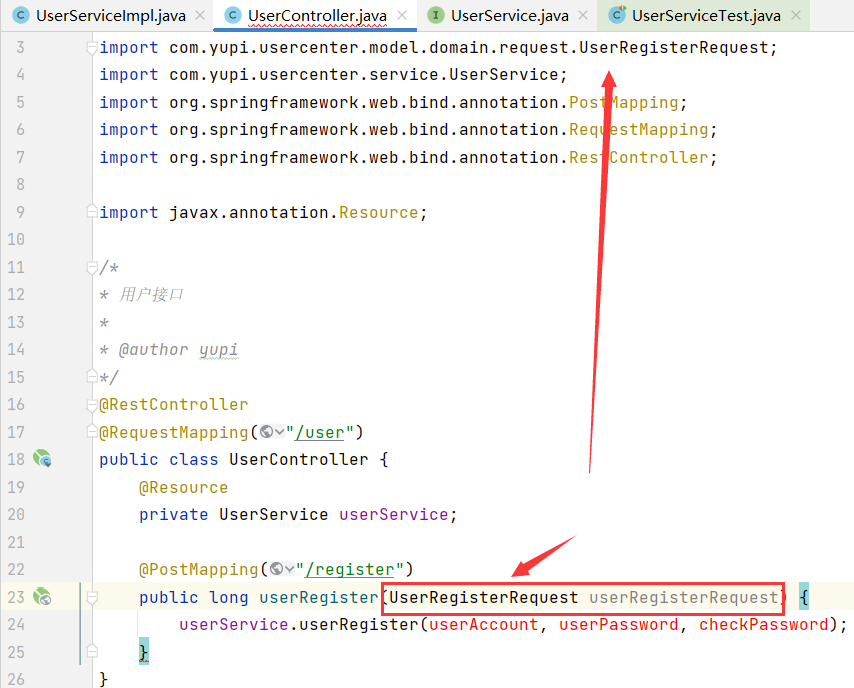 UserServiceImpl.java × UserController.java × UserService.java × UserServiceTest.java ×
3 import com.yupi.usercenter.model.domain.request.UserRegisterRequest;
4 import com.yupi.usercenter.service.UserService;
5 import org.springframework.web.bind.annotation.PostMapping;
6 import org.springframework.web.bind.annotation.RequestMapping;
7 import org.springframework.web.bind.annotation.RestController;
8
9 import javax.annotation.Resource;
10
11 /*
12 * 用户接口
13 *
14 * @author yupi
15 */
16 @RestController
17 @RequestMapping("/user")
18 public class UserController {
19 @Resource
20 private UserService userService;
21
22 @PostMapping("/register")
23 public long userRegister(UserRegisterRequest userRegisterRequest) {
24 userService.userRegister(userAccount, userPassword, checkPassword);
25 }
26 }